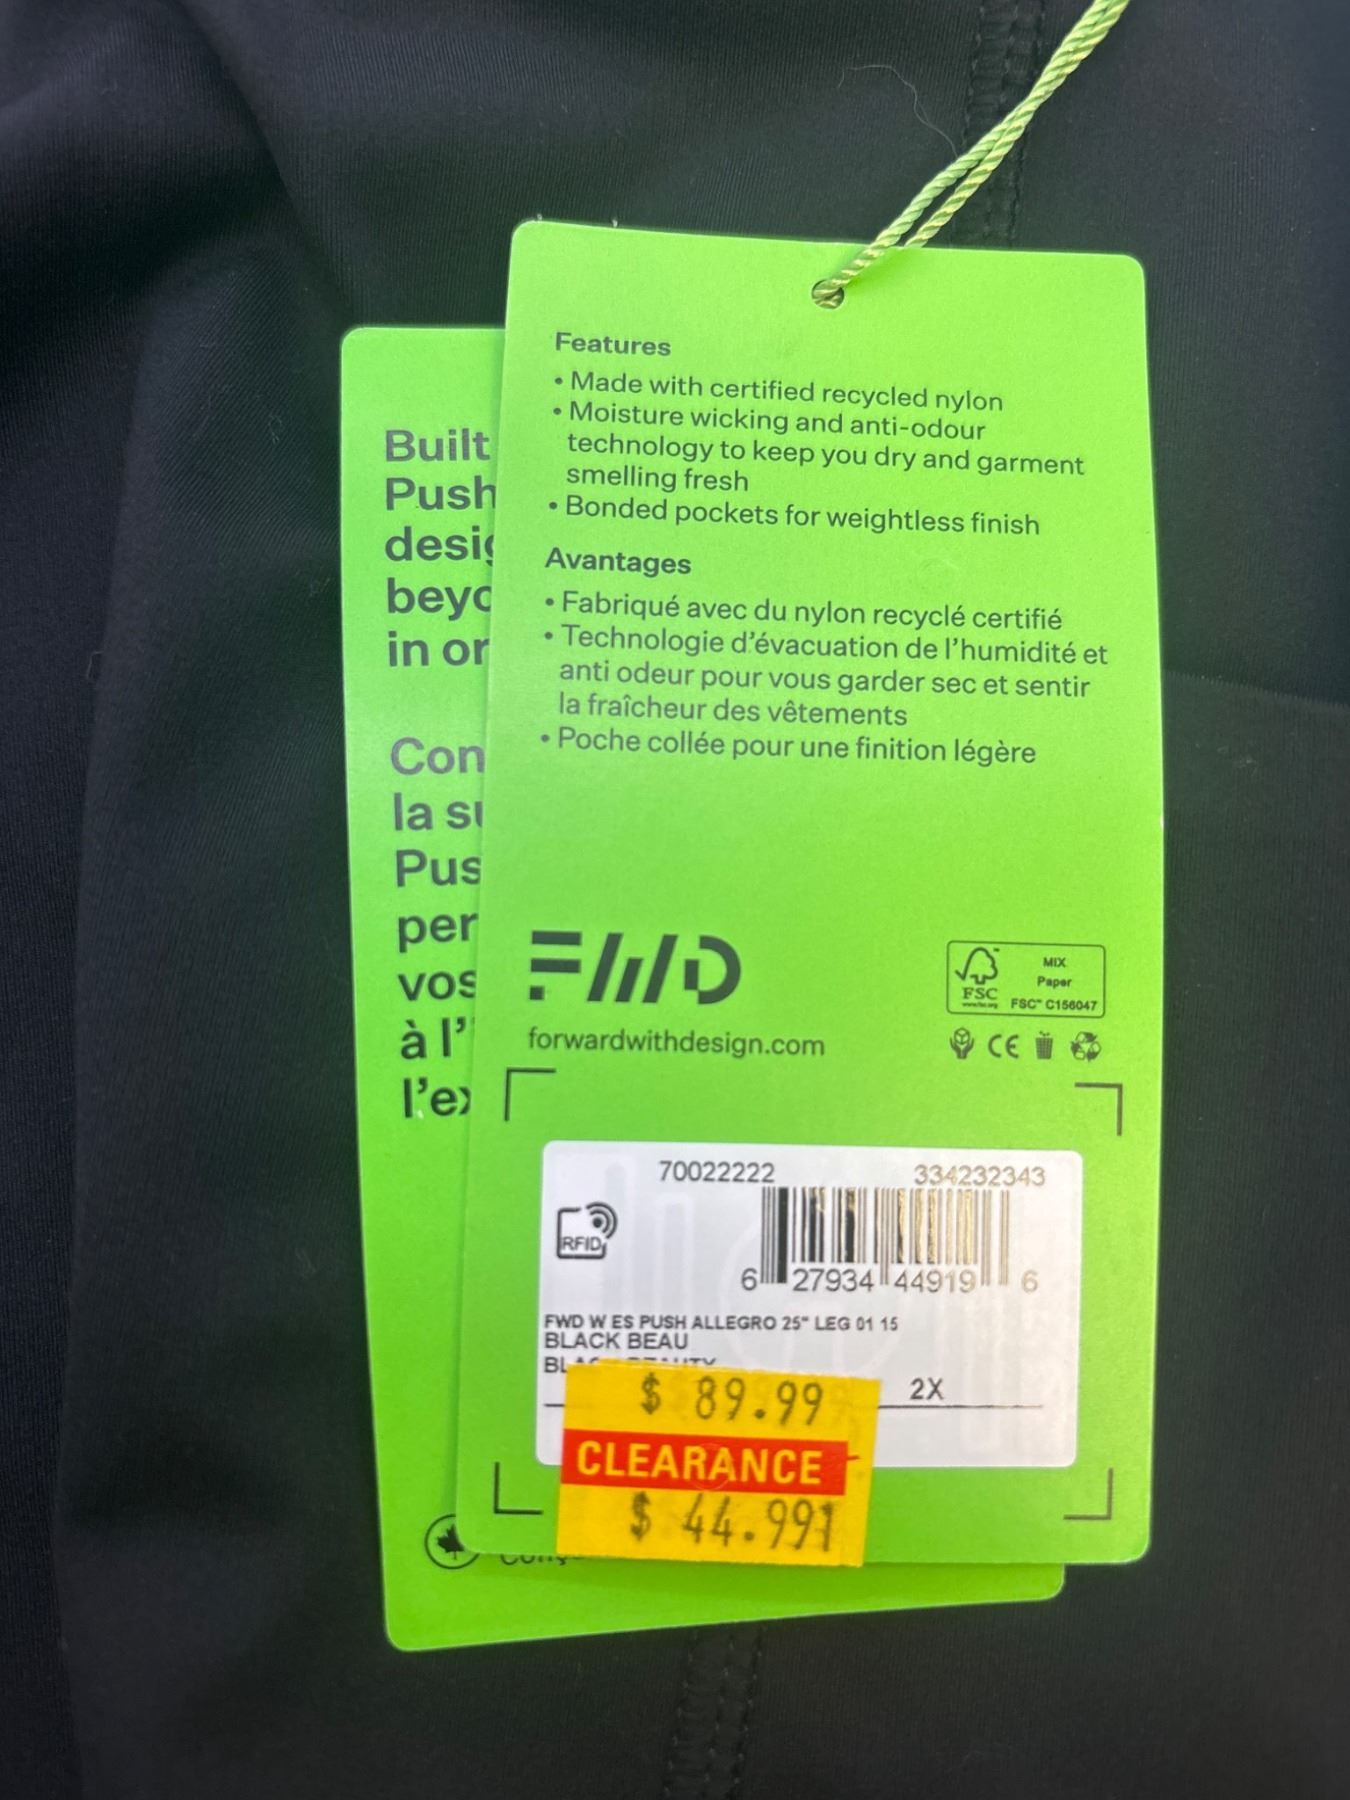 Features
• Made with certified recycled nylon
• Moisture wicking and anti-odour
technology to keep you dry and garment
smelling fresh
• Bonded pockets for weightless finish
Avantages
• Fabriqué avec du nylon recyclé certifié
• Technologie d'évacuation de l'humidité et
anti odeur pour vous garder sec et sentir
la fraîcheur des vêtements
• Poche collée pour une finition légère
Built
Push
beyo
in or
Con
la su
Pus
per
vos
à l'
l'ex
FWD
forwardwithdesign.com
FSC
MIX
Paper
FSC™ C156047
CE
70022222 334232343
RFID
6 27934 44919 6
FWD W ES PUSH ALLEGRO 25" LEG 01 15
BLACK BEAU
2X
$ 89.99
CLEARANCE
$ 44.991